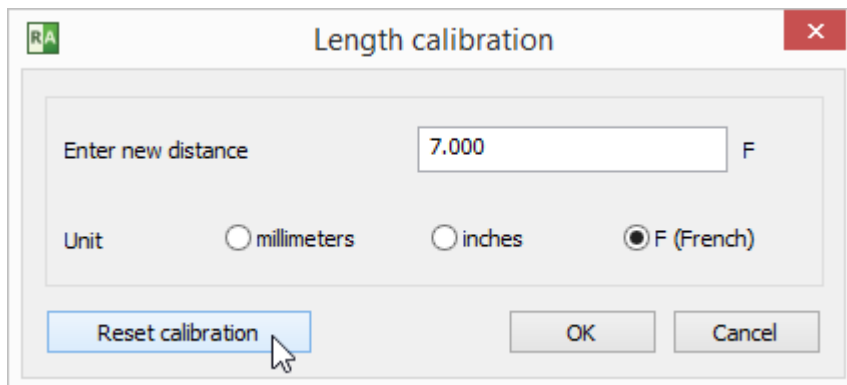 RA Length calibration
Enter new distance 7.000 F
Unit millimeters inches F (French)
Reset calibration OK Cancel